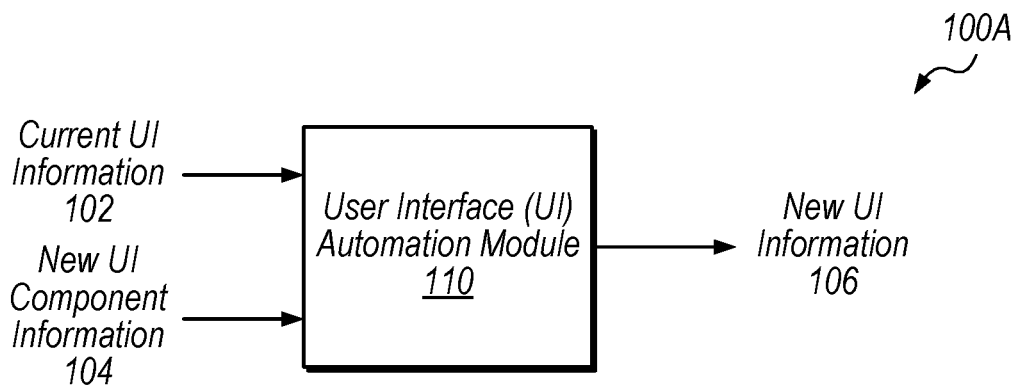 100A
Current UI
Information
102
New UI
Component
Information
104
User Interface (UI)
Automation Module
110
New UI
Information
106